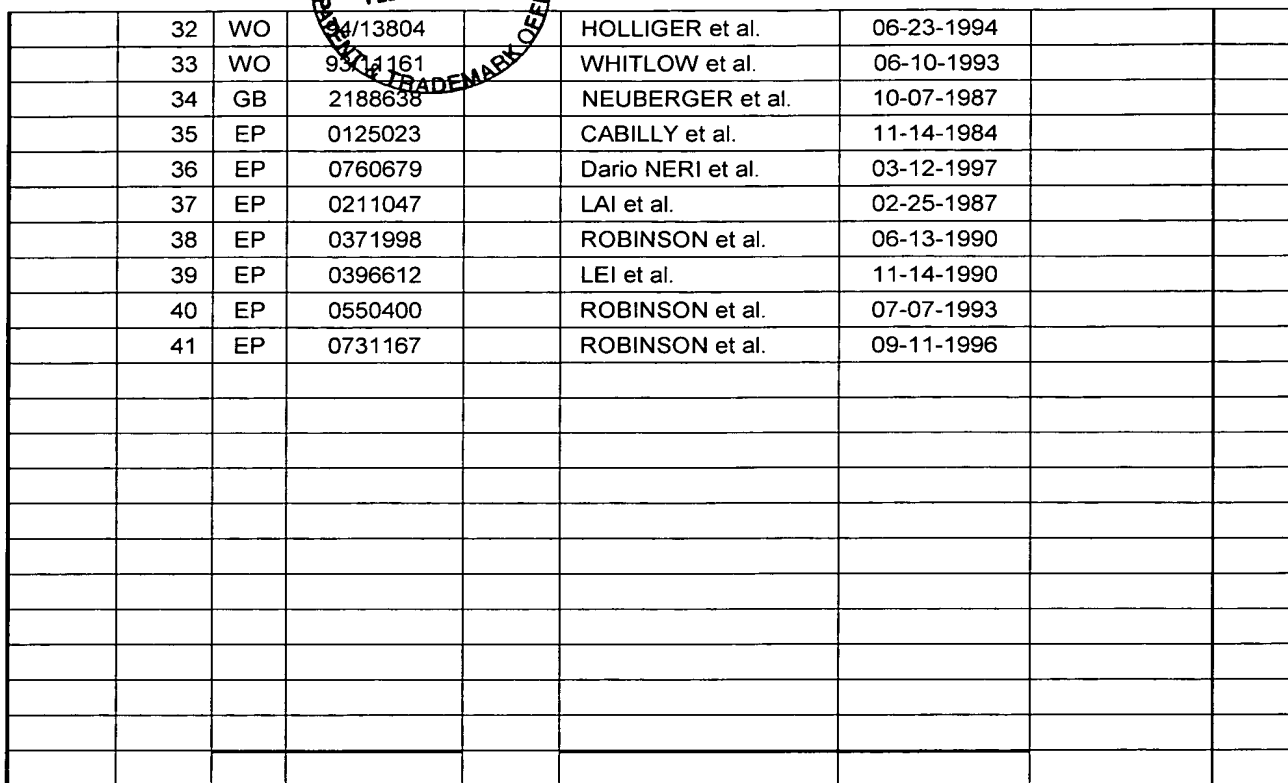 32 WO 94/13804 HOLLIGER et al. 06-23-1994
33 WO 93/11161 WHITLOW et al. 06-10-1993
PATENT & TRADEMARK
34 GB 2188638 NEUBERGER et al. 10-07-1987
35 EP 0125023 CABILLY et al. 11-14-1984
36 EP 0760679 Dario NERI et al. 03-12-1997
37 EP 0211047 LAI et al. 02-25-1987
38 EP 0371998 ROBINSON et al. 06-13-1990
39 EP 0396612 LEI et al. 11-14-1990
40 EP 0550400 ROBINSON et al. 07-07-1993
41 EP 0731167 ROBINSON et al. 09-11-1996